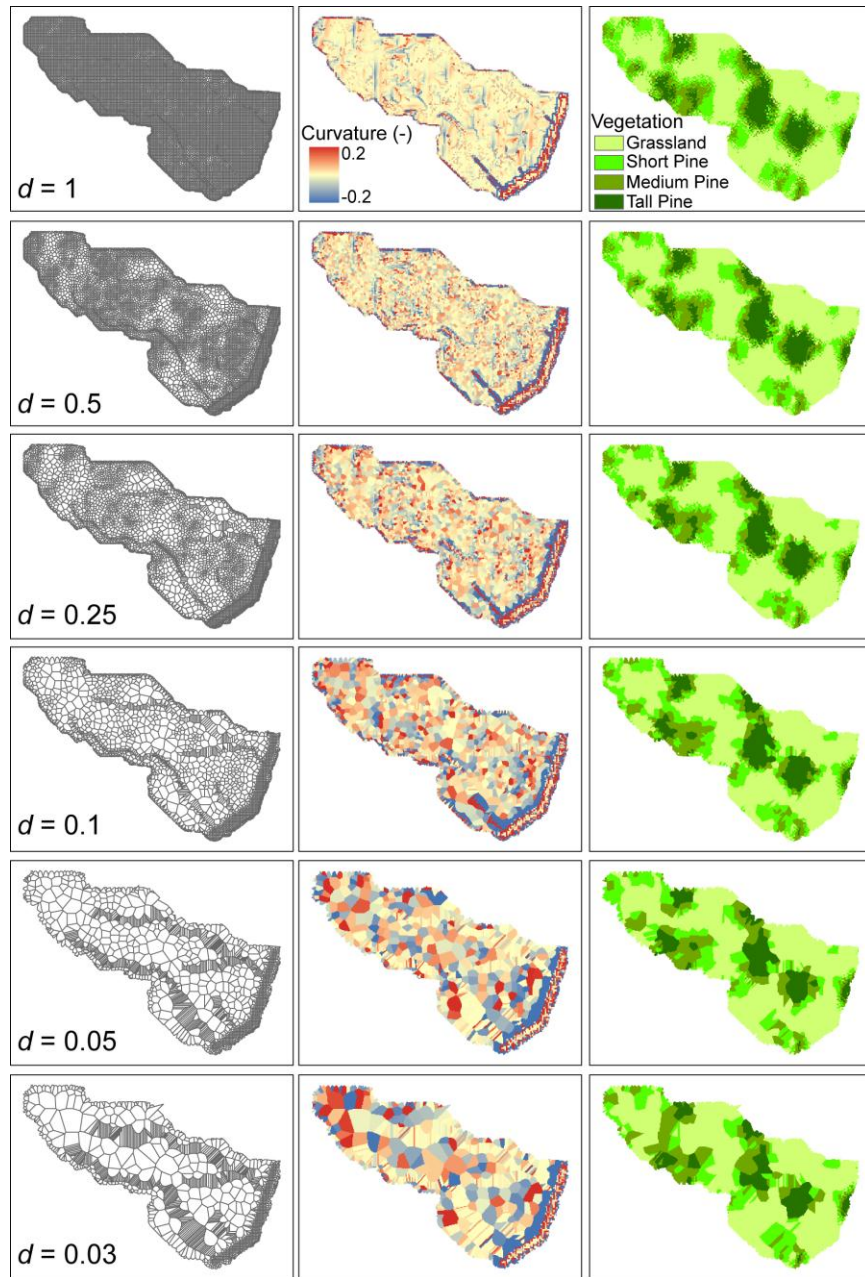 Curvature (-)
0.2
-0.2
Vegetation
Grassland
Short Pine
Medium Pine
Tall Pine
d = 1
d = 0.5
d = 0.25
d = 0.1
d = 0.05
d = 0.03